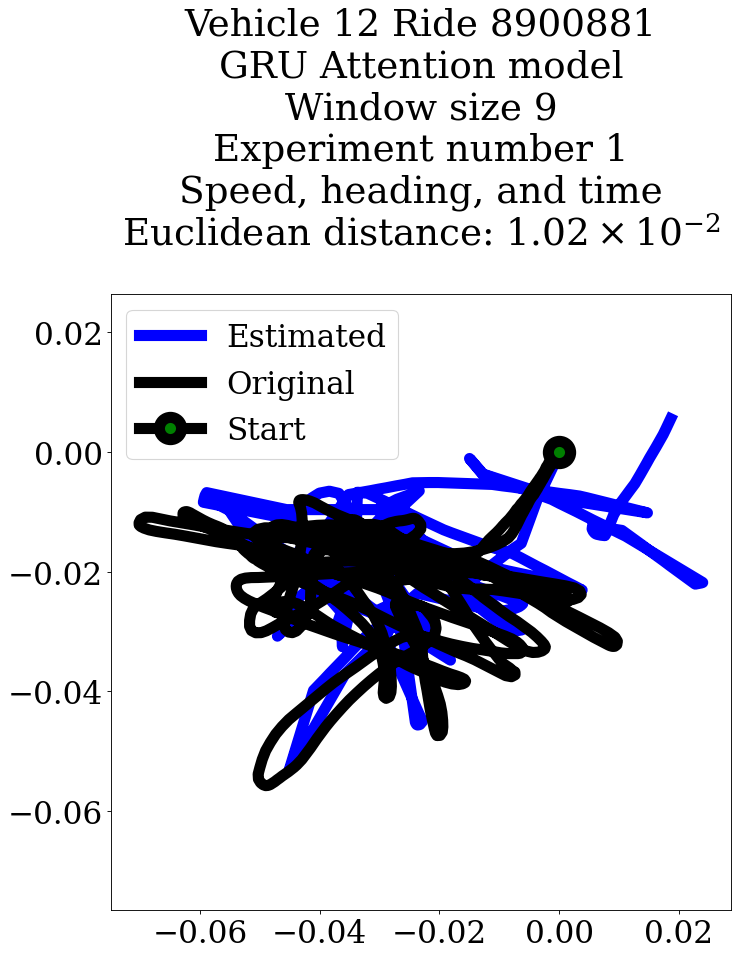 Vehicle 12 Ride 8900881
GRU Attention model
Window size 9
Experiment number 1
Speed, heading, and time
Euclidean distance: 1.02 × 10⁻²
Estimated
Original
Start
0.02
0.00
−0.02
−0.04
−0.06
−0.06 −0.04 −0.02 0.00 0.02